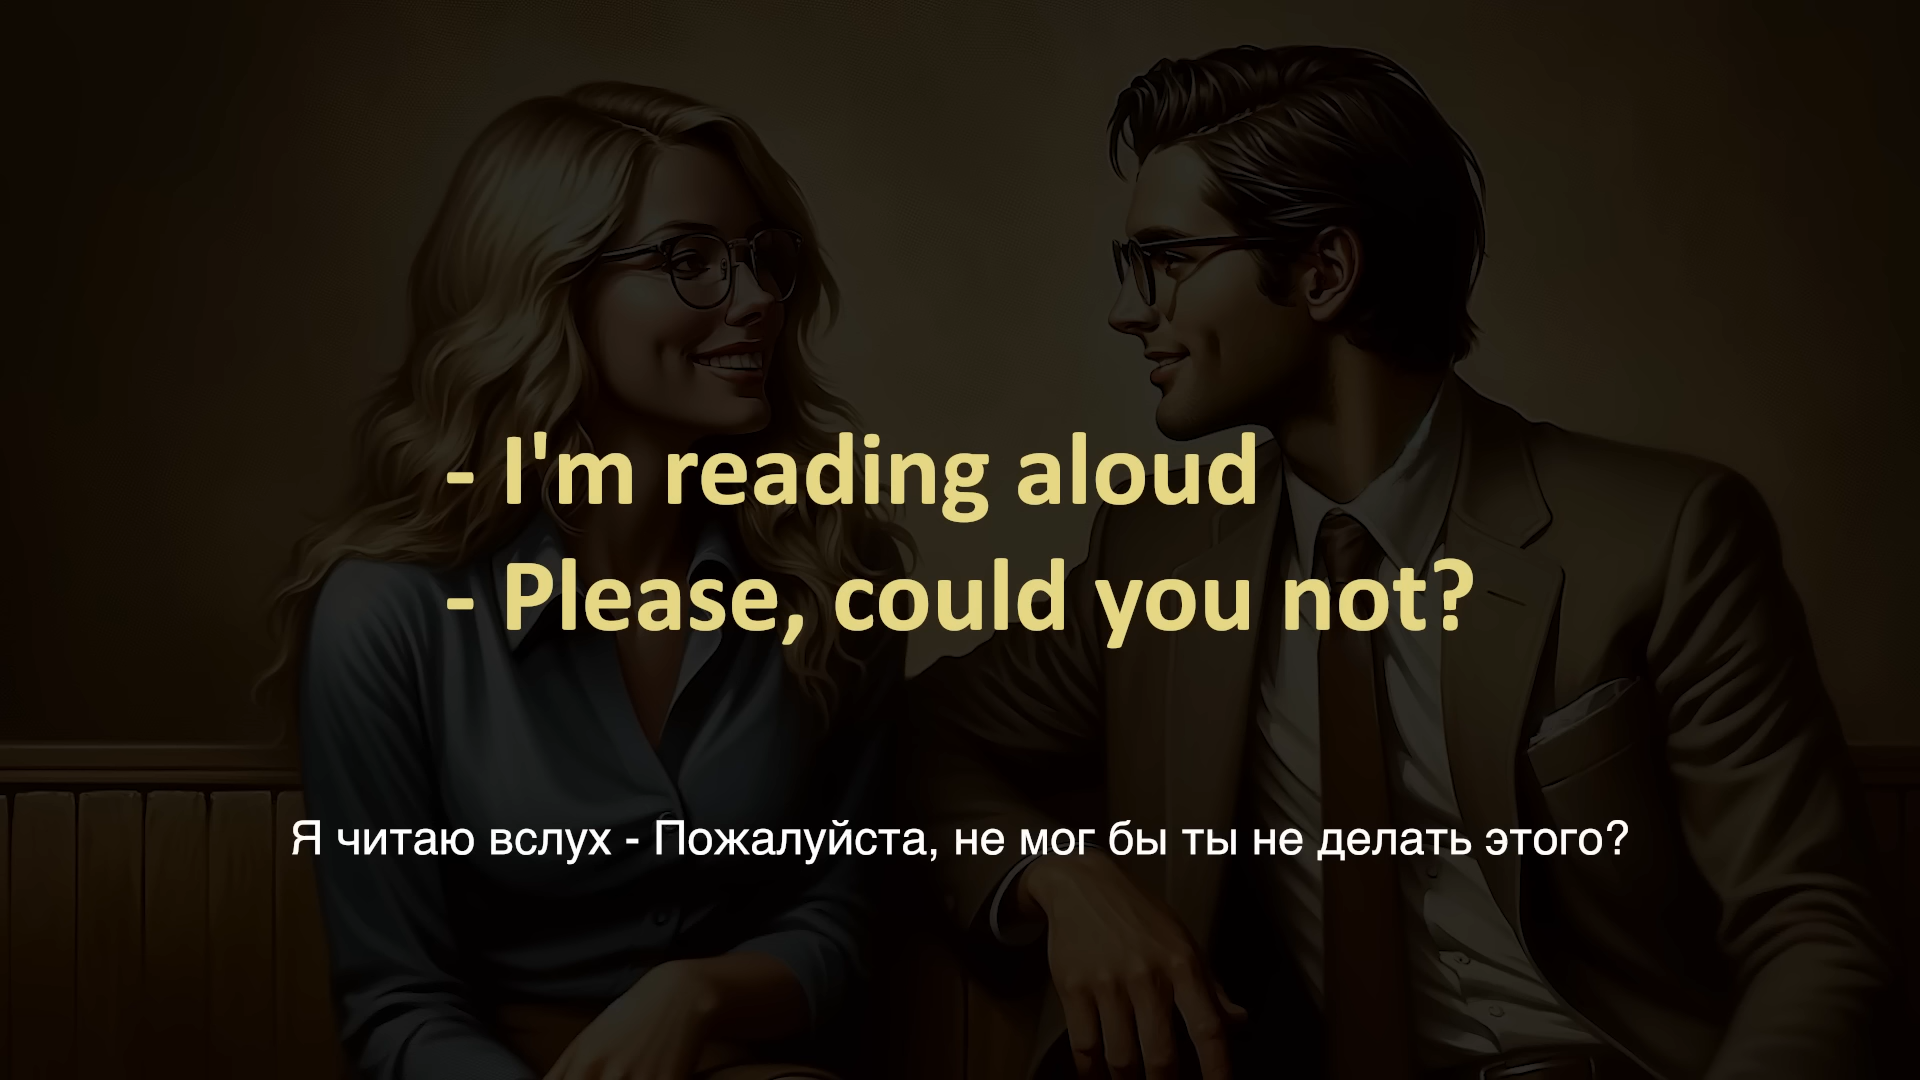 - I'm reading aloud
- Please, could you not?
Я читаю вслух - Пожалуйста, не мог бы ты не делать этого?